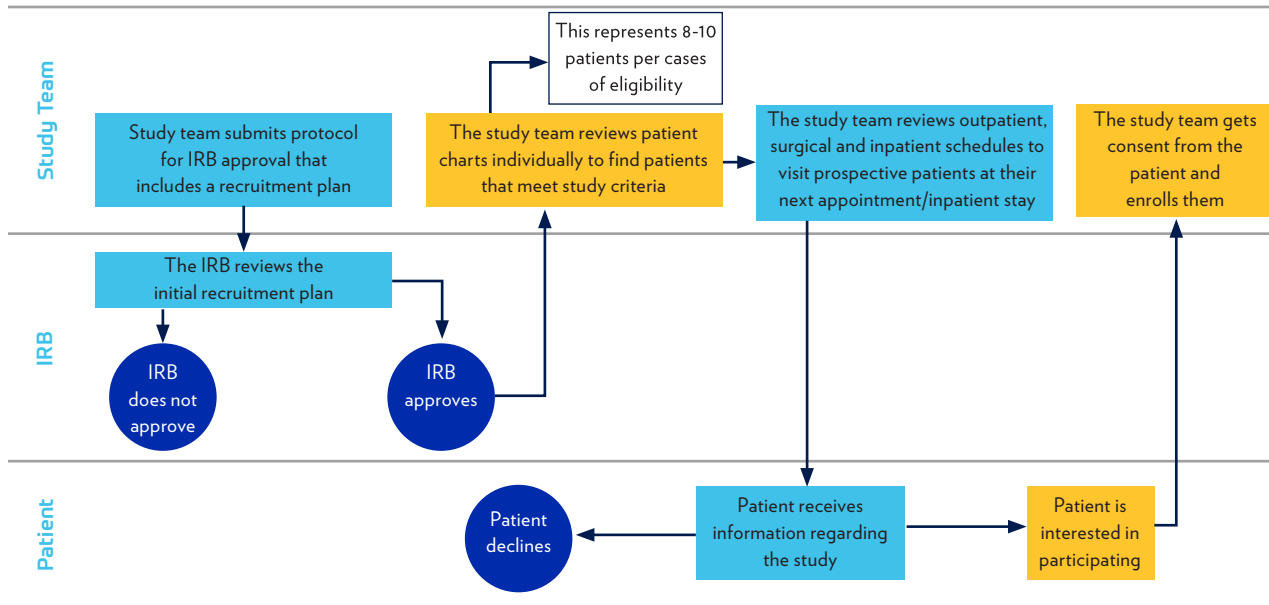 Study Team
This represents 8-10
patients per cases
of eligibility
Study team submits protocol
for IRB approval that
includes a recruitment plan
The study team reviews patient
charts individually to find patients
that meet study criteria
The study team reviews outpatient,
surgical and inpatient schedules to
visit prospective patients at their
next appointment/inpatient stay
The study team gets
consent from the
patient and
enrolls them
IRB
The IRB reviews the
initial recruitment plan
IRB
does not
approve
IRB
approves
Patient
Patient
declines
Patient receives
information regarding
the study
Patient is
interested in
participating